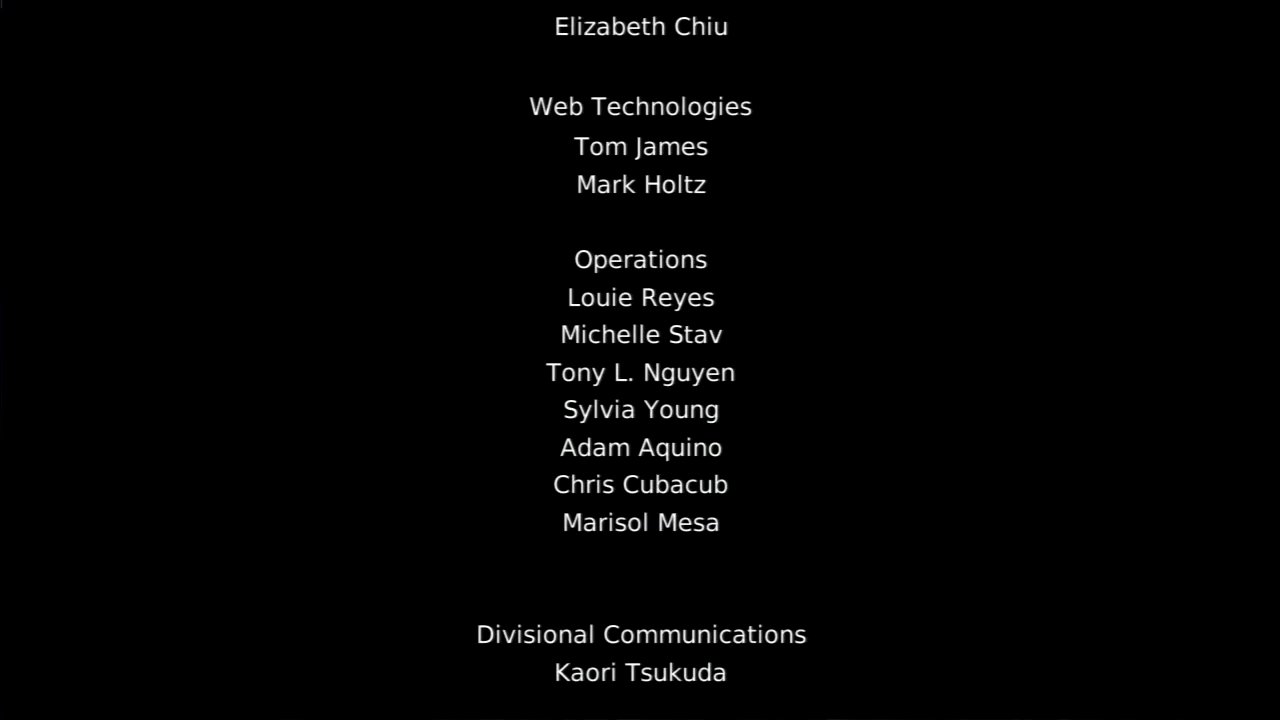 Elizabeth Chiu
Web Technologies
Tom James
Mark Holtz
Operations
Louie Reyes
Michelle Stav
Tony L. Nguyen
Sylvia Young
Adam Aquino
Chris Cubacub
Marisol Mesa
Divisional Communications
Kaori Tsukuda